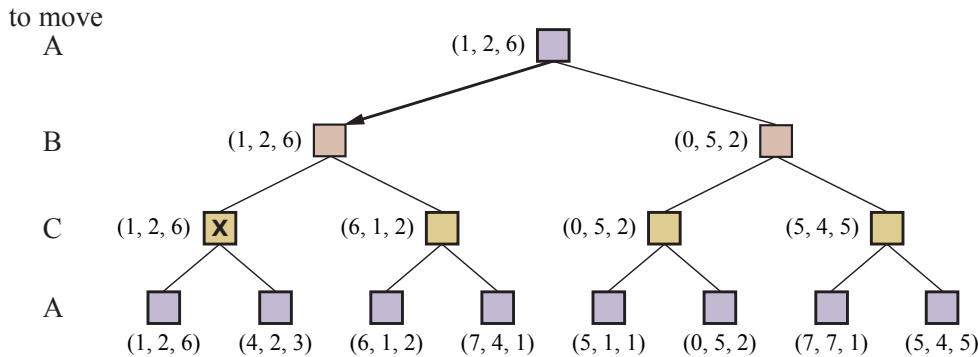 to move
A (1, 2, 6)
B (1, 2, 6) (0, 5, 2)
C (1, 2, 6) X (6, 1, 2) (0, 5, 2) (5, 4, 5)
A
(1, 2, 6) (4, 2, 3) (6, 1, 2) (7, 4, 1) (5, 1, 1) (0, 5, 2) (7, 7, 1) (5, 4, 5)